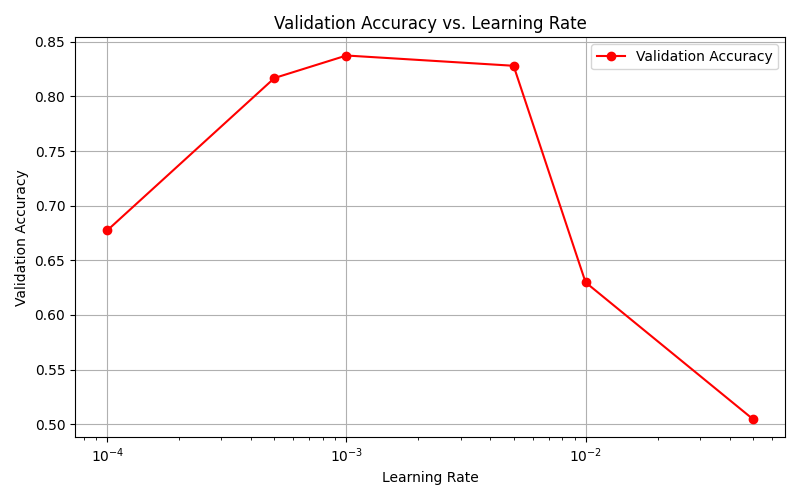 Validation Accuracy vs. Learning Rate
Validation Accuracy
0.85
0.80
0.75
0.70
0.65
0.60
0.55
0.50
Validation Accuracy
10⁻⁴
10⁻³
10⁻²
Learning Rate